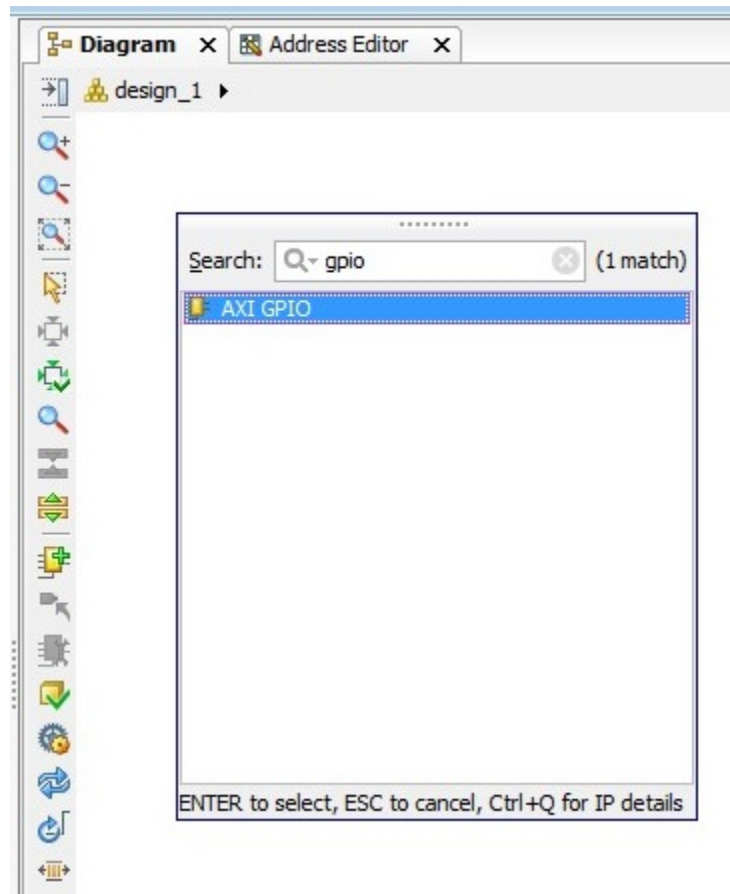 Diagram Address Editor
design_1
Search: gpio (1 match)
AXI GPIO
ENTER to select, ESC to cancel, Ctrl+Q for IP details